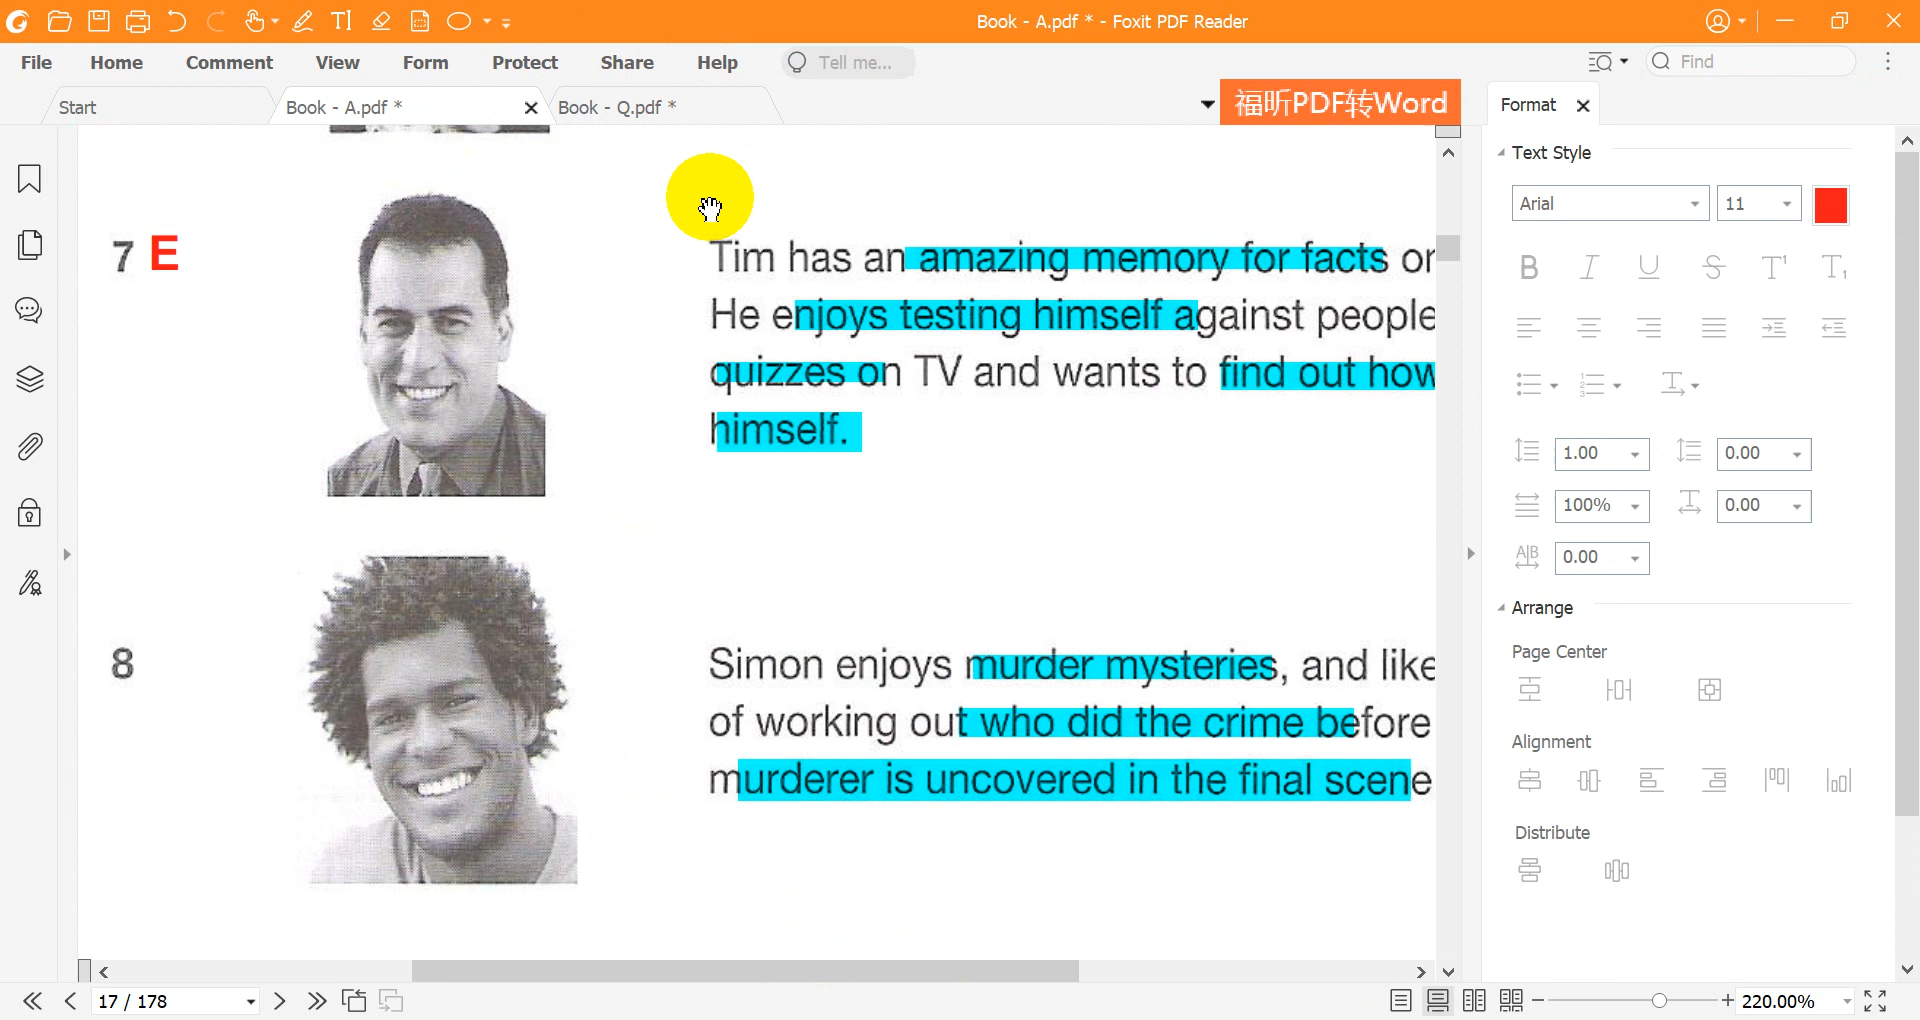 Book - A.pdf * - Foxit PDF Reader
File Home Comment View Form Protect Share Help Tell me... Find
Start Book - A.pdf * Book - Q.pdf * 福昕PDF转Word Format
Text Style
Arial 11
7 E
Tim has an amazing memory for facts or
He enjoys testing himself against people
quizzes on TV and wants to find out how
himself.
1.00 0.00
100% 0.00
0.00
Arrange
Page Center
Alignment
Distribute
8
Simon enjoys murder mysteries, and like
of working out who did the crime before
murderer is uncovered in the final scene
17 / 178 220.00%